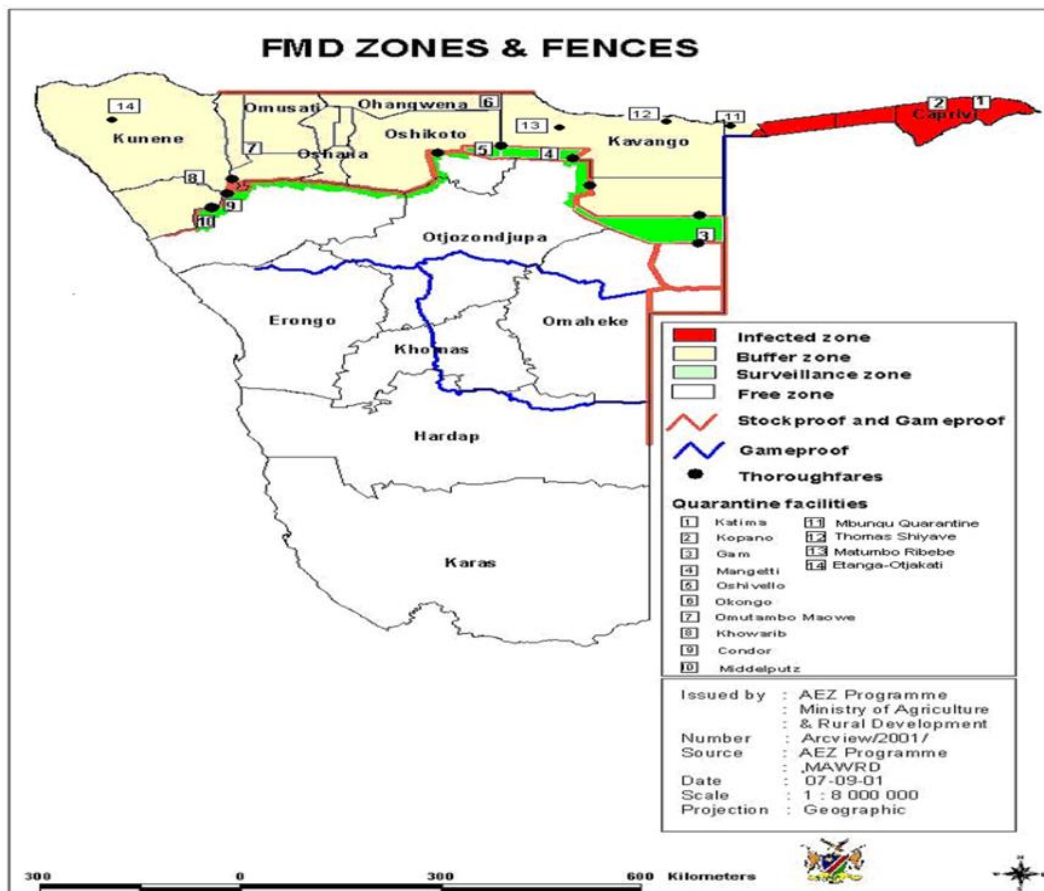 FMD ZONES & FENCES
14
Kunene
Omusati
Ohangwena
6
Oshikoto
7
Oshana
5
13
12
11
Kavango
4
2
1
Caprivi
8
9
10
3
Otjozondjupa
Erongo
Omaheke
Khomas
Hardap
Karas
Infected zone
Buffer zone
Surveillance zone
Free zone
Stockproof and Gameproof
Gameproof
Thoroughfares
Quarantine facilities
1 Katima
2 Kopano
3 Gam
4 Mangetti
5 Oshivello
6 Okongo
7 Omutambo Maowe
8 Khowarib
9 Condor
10 Middelputz
11 Mbunqu Quarantine
12 Thomas Shiyave
13 Matumbo Ribebe
14 Etanga-Otjakati
Issued by : AEZ Programme
: Ministry of Agriculture
: & Rural Development
Number : Arcview/2001/
Source : AEZ Programme
: ,MAWRD
Date : 07-09-01
Scale : 1 : 8 000 000
Projection : Geographic
300 0 300 600 Kilometers